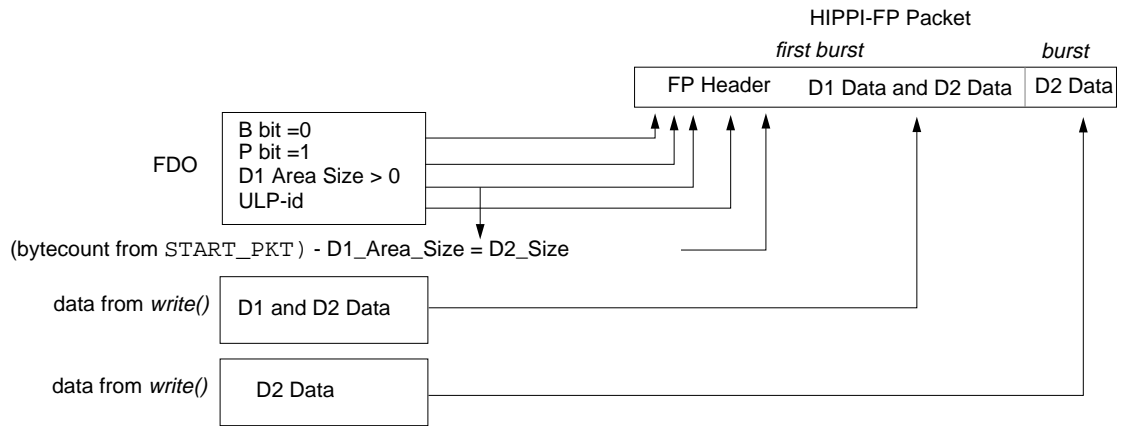 HIPPI-FP Packet
first burst burst
FP Header D1 Data and D2 Data D2 Data
FDO
B bit =0
P bit =1
D1 Area Size > 0
ULP-id
(bytecount from START_PKT) - D1_Area_Size = D2_Size
data from write() D1 and D2 Data
data from write() D2 Data